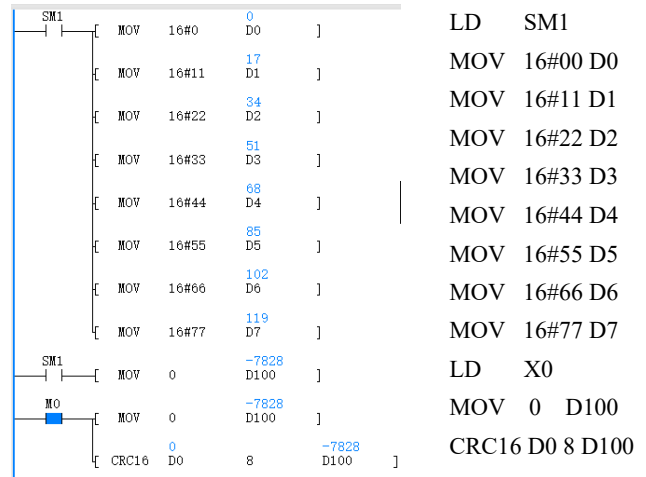 SM1
0
MOV 16#0 D0
17
MOV 16#11 D1
34
MOV 16#22 D2
51
MOV 16#33 D3
68
MOV 16#44 D4
85
MOV 16#55 D5
102
MOV 16#66 D6
119
MOV 16#77 D7
SM1
-7828
MOV 0 D100
M0
-7828
MOV 0 D100
0 -7828
CRC16 D0 8 D100
LD SM1
MOV 16#00 D0
MOV 16#11 D1
MOV 16#22 D2
MOV 16#33 D3
MOV 16#44 D4
MOV 16#55 D5
MOV 16#66 D6
MOV 16#77 D7
LD X0
MOV 0 D100
CRC16 D0 8 D100